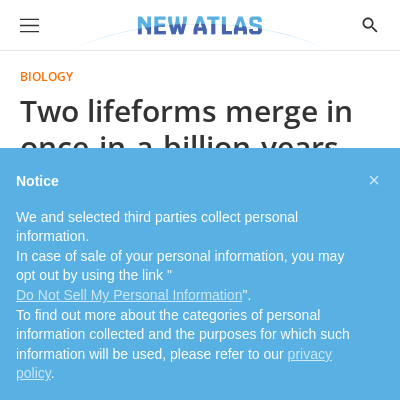 NEW ATLAS
BIOLOGY
Two lifeforms merge in
once-in-a-billion-years
Notice
×
We and selected third parties collect personal
information.
In case of sale of your personal information, you may
opt out by using the link "
Do Not Sell My Personal Information".
To find out more about the categories of personal
information collected and the purposes for which such
information will be used, please refer to our privacy
policy.